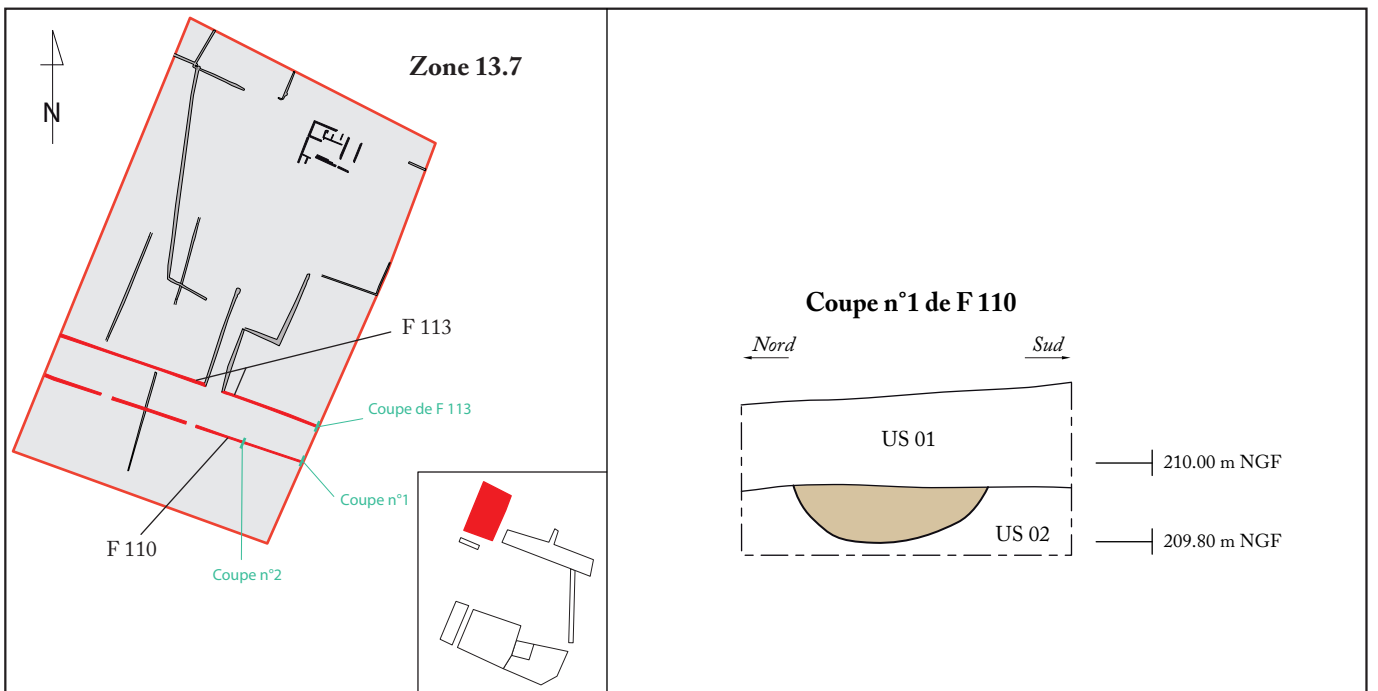 Zone 13.7
N
F 113
Coupe de F 113
Coupe n°1
F 110
Coupe n°2
Coupe n°1 de F 110
Nord
Sud
US 01
210.00 m NGF
US 02
209.80 m NGF